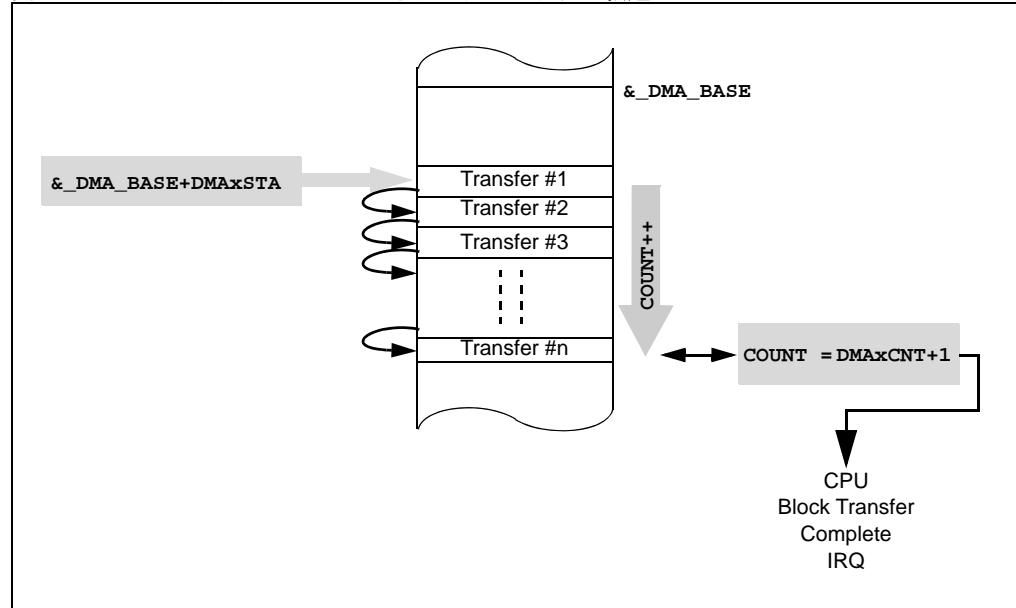 &_DMA_BASE
&_DMA_BASE+DMAxSTA
Transfer #1
Transfer #2
Transfer #3
COUNT++
Transfer #n
COUNT = DMAxCNT+1
CPU
Block Transfer
Complete
IRQ